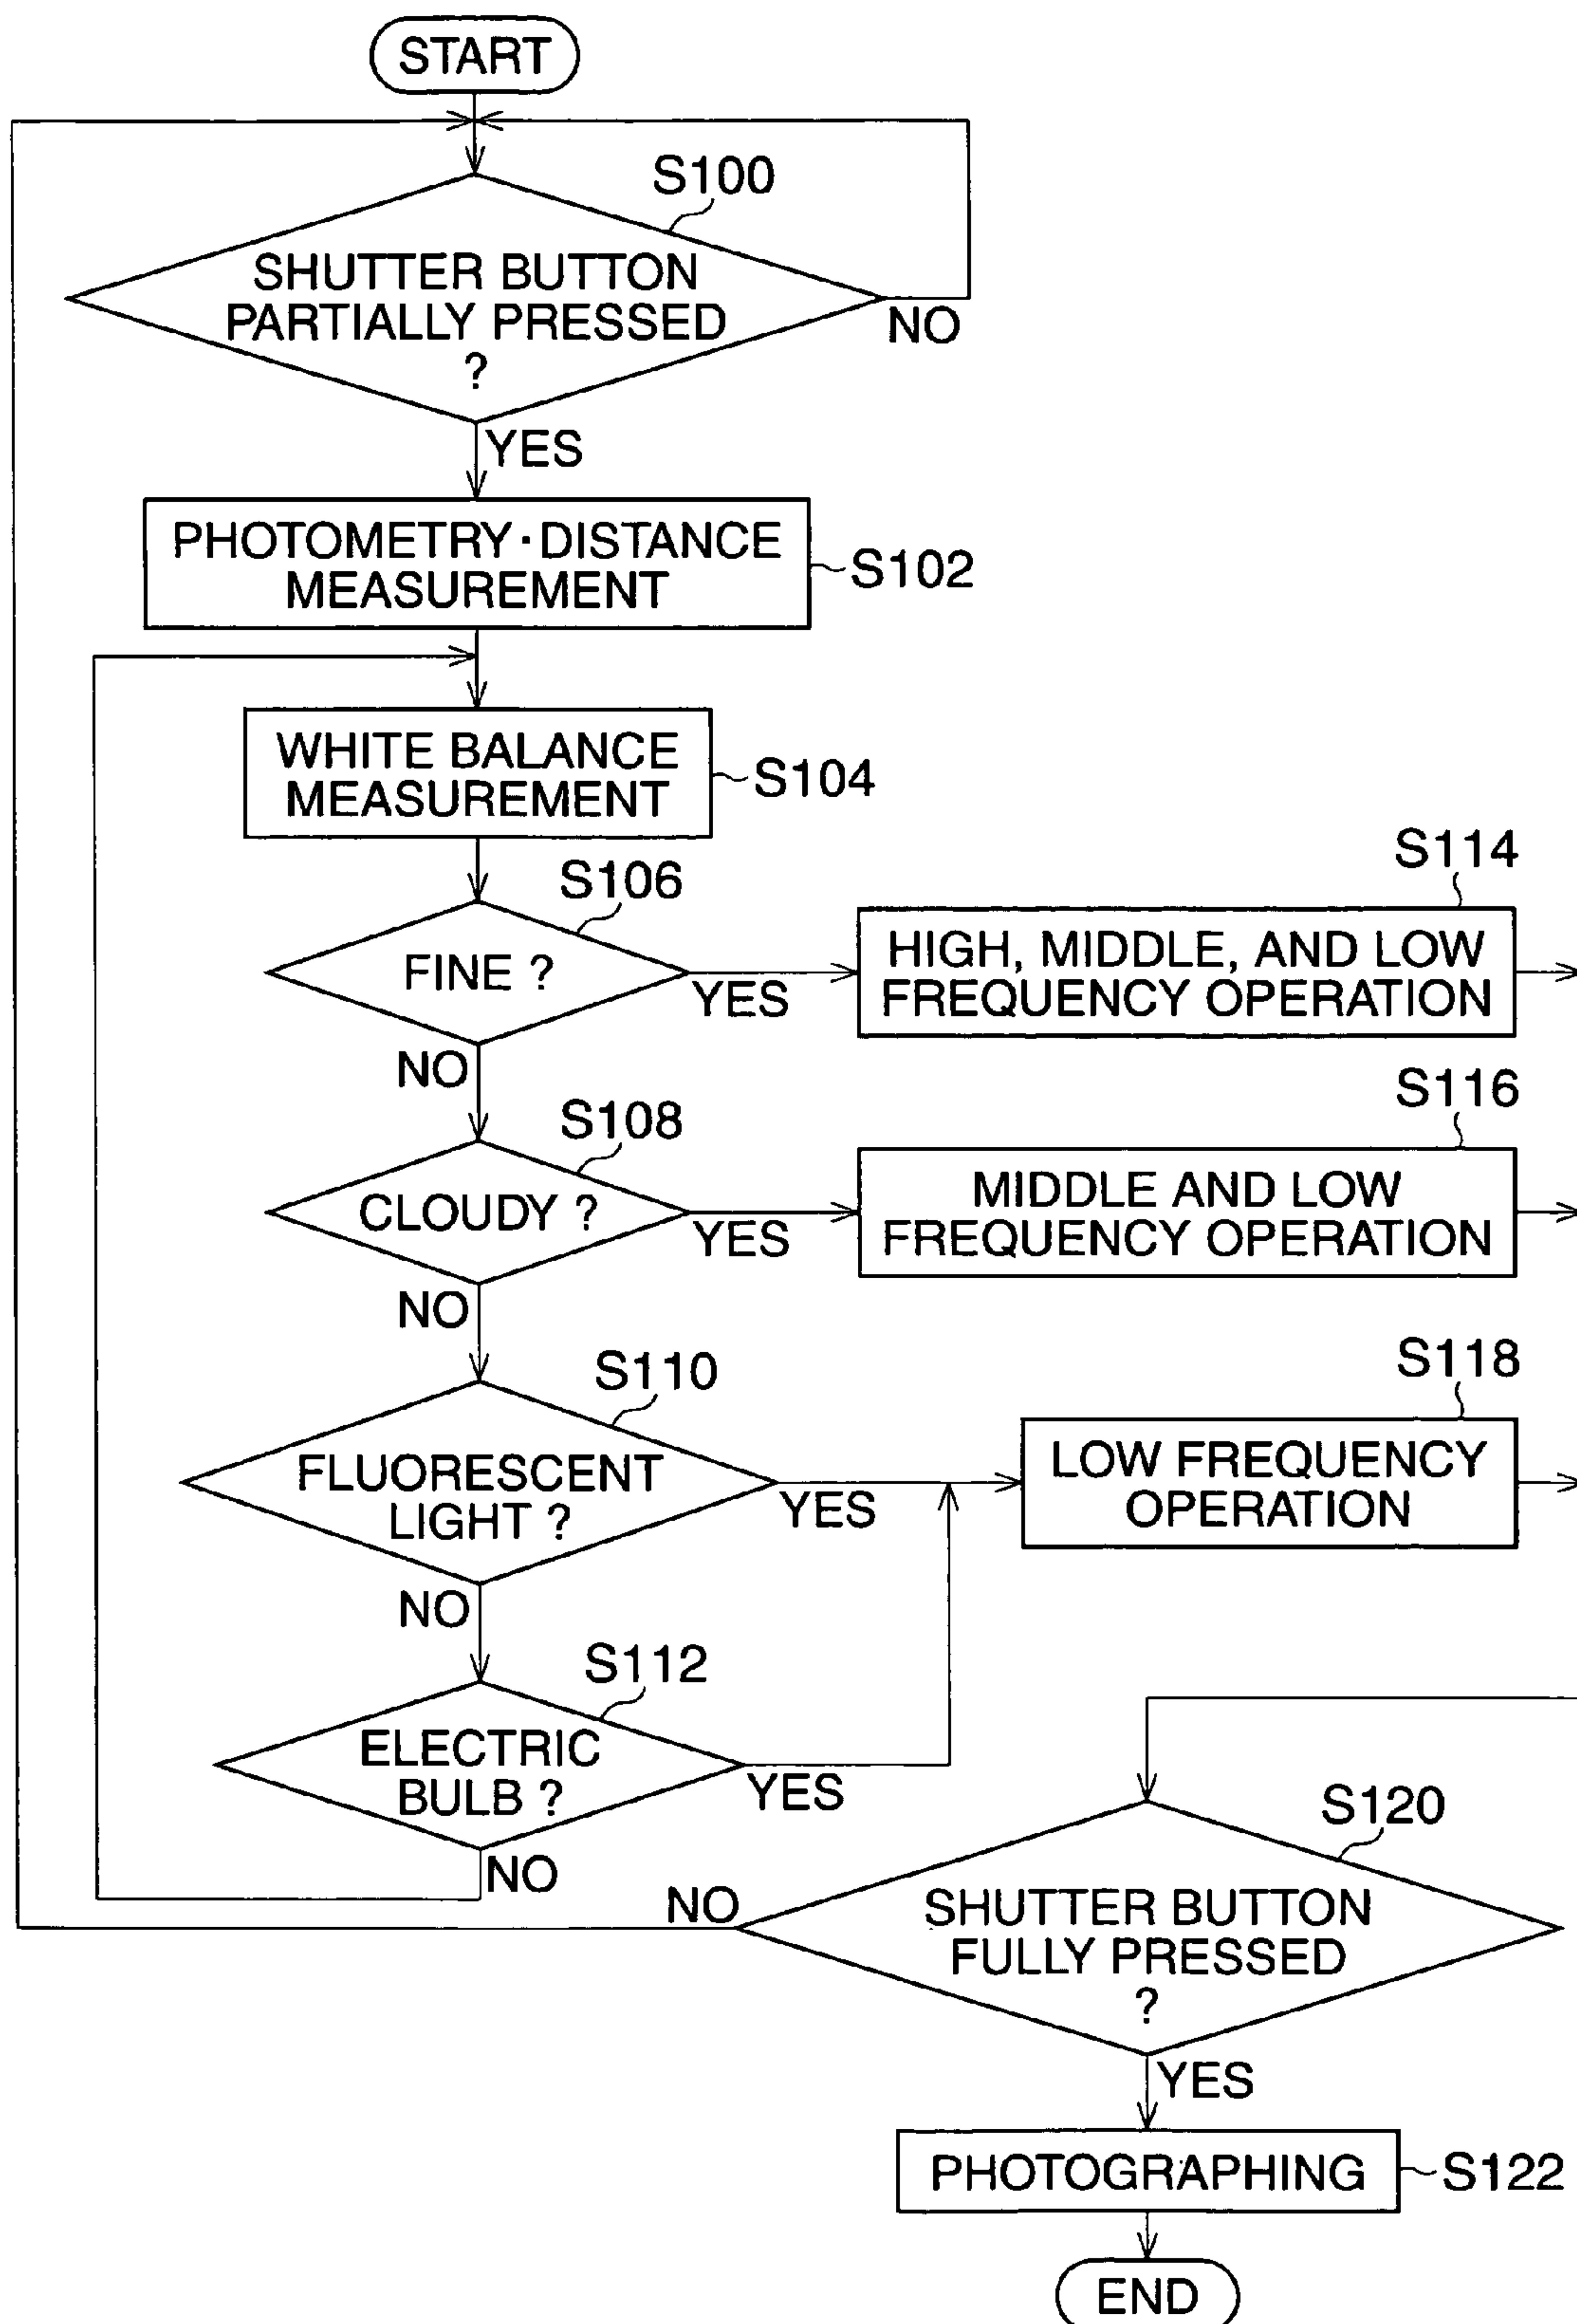 START
S100
SHUTTER BUTTON
PARTIALLY PRESSED
?
NO
YES
PHOTOMETRY·DISTANCE
MEASUREMENT
S102
WHITE BALANCE
MEASUREMENT
S104
S106
FINE ?
YES
NO
S114
HIGH, MIDDLE, AND LOW
FREQUENCY OPERATION
S108
CLOUDY ?
YES
NO
S116
MIDDLE AND LOW
FREQUENCY OPERATION
S110
FLUORESCENT
LIGHT ?
YES
NO
S118
LOW FREQUENCY
OPERATION
S112
ELECTRIC
BULB ?
YES
NO
S120
NO
SHUTTER BUTTON
FULLY PRESSED
?
YES
PHOTOGRAPHING
S122
END